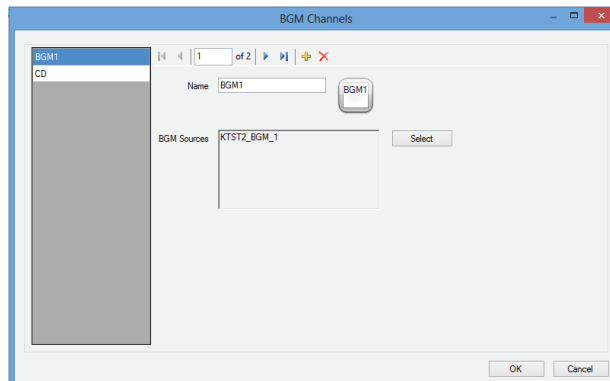 BGM Channels
BGM1
CD
1 of 2
Name BGM1
BGM1
BGM Sources KTST2_BGM_1
Select
OK Cancel